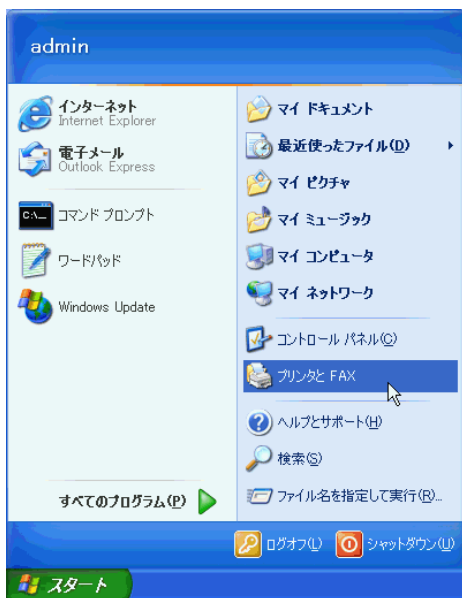 admin
インターネット
Internet Explorer
電子メール
Outlook Express
C:\_
コマンド プロンプト
ワードパッド
Windows Update
すべてのプログラム(P)
マイ ドキュメント
最近使ったファイル(D)
マイ ピクチャ
マイ ミュージック
マイ コンピュータ
マイ ネットワーク
コントロール パネル(C)
プリンタと FAX
ヘルプとサポート(H)
検索(S)
ファイル名を指定して実行(R)...
ログオフ(L)
シャットダウン(U)
スタート